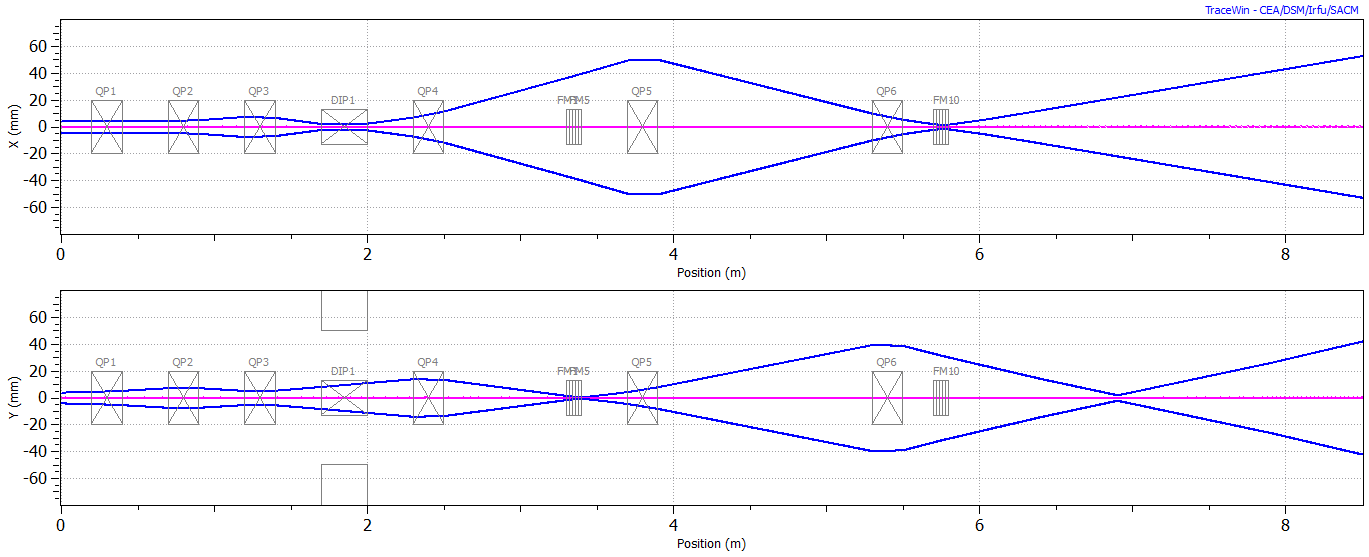 TraceWin - CEA/DSM/Irfu/SACM
60
40
20
0
-20
-40
-60
X (mm)
QP1 QP2 QP3 DIP1 QP4 QP5 QP6 FM10
0 2 4 6 8
Position (m)
60
40
20
0
-20
-40
-60
Y (mm)
QP1 QP2 QP3 DIP1 QP4 QP5 QP6 FM10
0 2 4 6 8
Position (m)